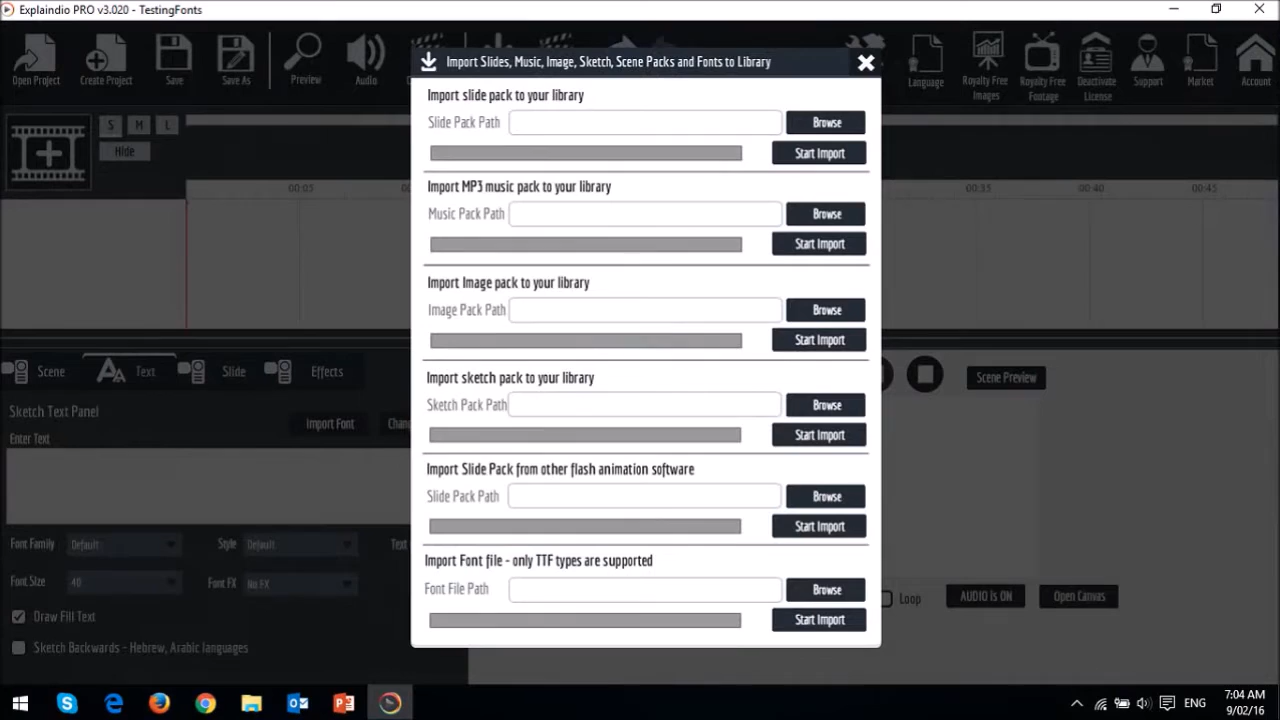 Explaindio PRO v3.020 - TestingFonts
Open Project
Create Project
Save
Save As
Preview
Audio
Language
Royalty Free Images
Royalty Free Footage
Deactivate License
Support
Market
Account
Import Slides, Music, Image, Sketch, Scene Packs and Fonts to Library
Import slide pack to your library
Slide Pack Path
Browse
Start Import
Import MP3 music pack to your library
Music Pack Path
Browse
Start Import
Import Image pack to your library
Image Pack Path
Browse
Start Import
Import sketch pack to your library
Sketch Pack Path
Browse
Start Import
Import Slide Pack from other flash animation software
Slide Pack Path
Browse
Start Import
Import Font file - only TTF types are supported
Font File Path
Browse
Start Import
S M L
Hide
00:05
00:35
00:40
00:45
Scene
Text
Slide
Effects
Scene Preview
Sketch Text Panel
Import Font
Enter Text
Font Family
Default
Style
Default
Text
Font Size
40
Font FX
No FX
Draw Fill Text
Sketch Backwards - Hebrew, Arabic languages
Loop
AUDIO is ON
Open Canvas
ENG
7:04 AM
9/02/16